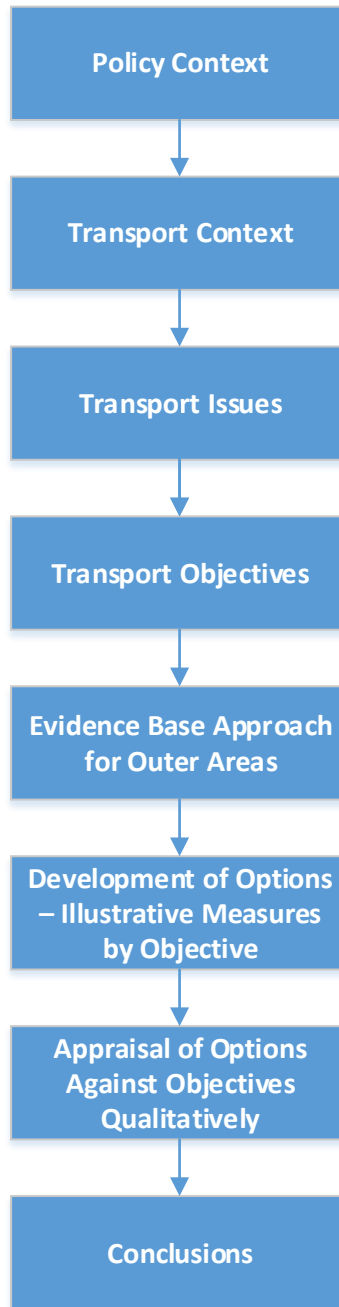 Policy Context
Transport Context
Transport Issues
Transport Objectives
Evidence Base Approach
for Outer Areas
Development of Options
– Illustrative Measures
by Objective
Appraisal of Options
Against Objectives
Qualitatively
Conclusions